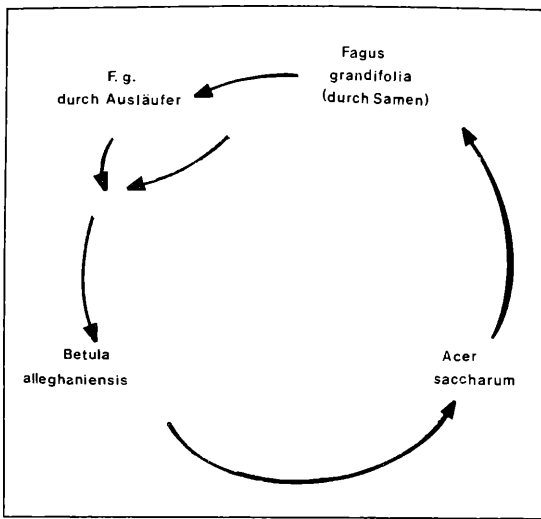 Fagus
grandifolia
(durch Samen)
F. g.
durch Ausläufer
Betula
alleghaniensis
Acer
saccharum